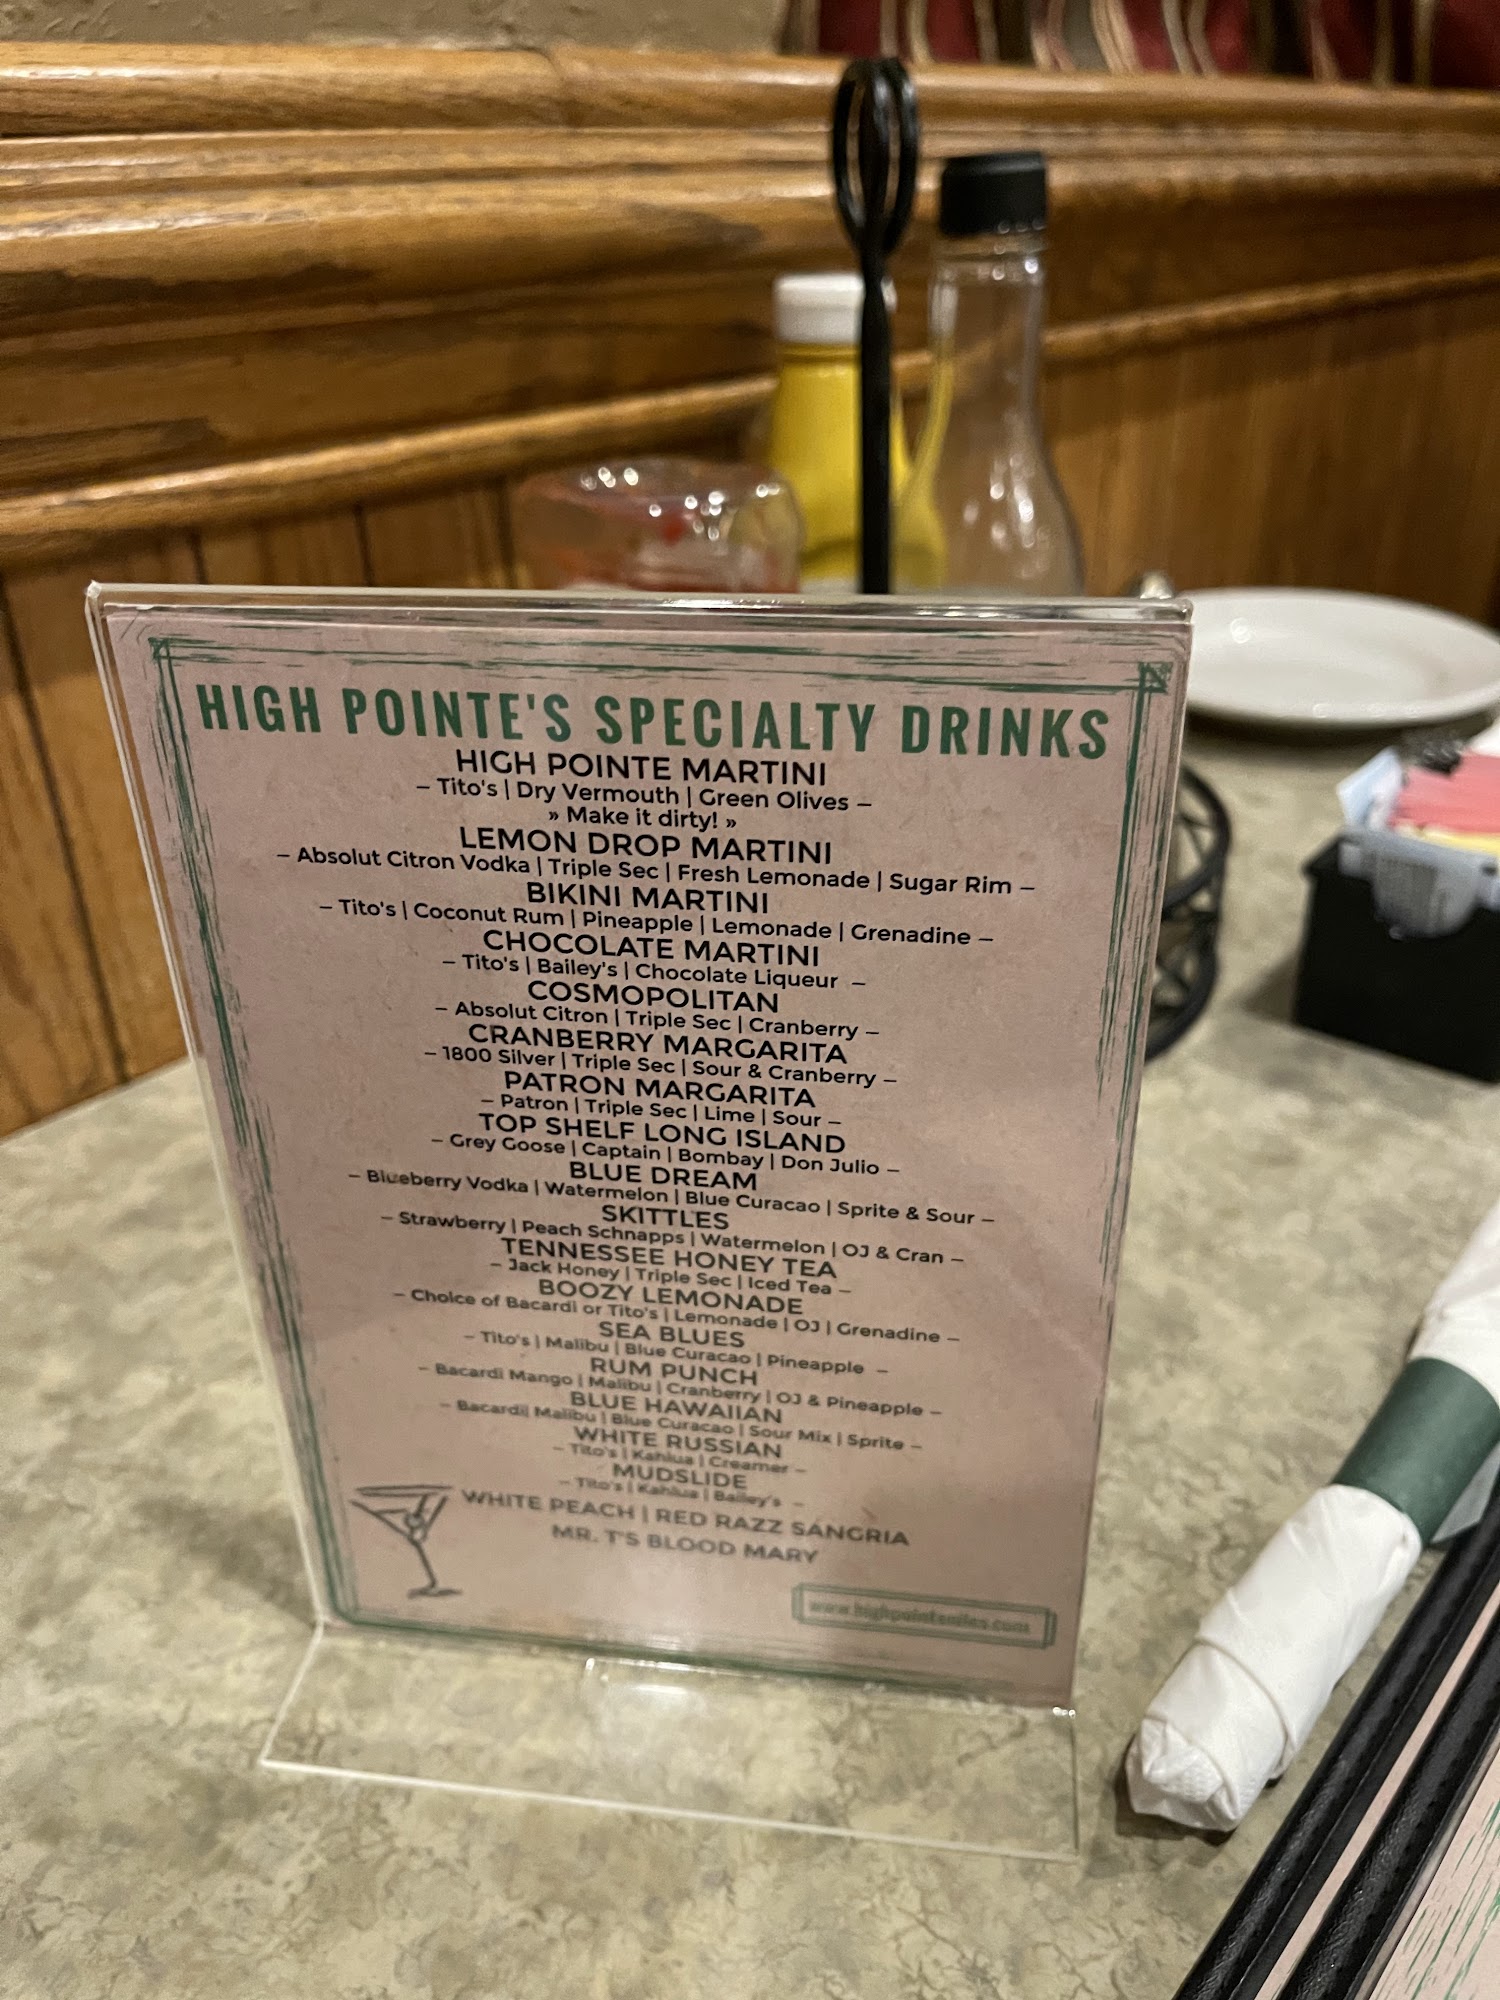 HIGH POINTE'S SPECIALTY DRINKS
HIGH POINTE MARTINI
– Tito's | Dry Vermouth | Green Olives –
» Make it dirty! »
LEMON DROP MARTINI
– Absolut Citron Vodka | Triple Sec | Fresh Lemonade | Sugar Rim –
BIKINI MARTINI
– Tito's | Coconut Rum | Pineapple | Lemonade | Grenadine –
CHOCOLATE MARTINI
– Tito's | Bailey's | Chocolate Liqueur –
COSMOPOLITAN
– Absolut Citron | Triple Sec | Cranberry –
CRANBERRY MARGARITA
– 1800 Silver | Triple Sec | Sour & Cranberry –
PATRON MARGARITA
– Patron | Triple Sec | Lime | Sour –
TOP SHELF LONG ISLAND
– Grey Goose | Captain | Bombay | Don Julio –
BLUE DREAM
– Blueberry Vodka | Watermelon | Blue Curacao | Sprite & Sour –
SKITTLES
– Strawberry | Peach Schnapps | Watermelon | OJ & Cran –
TENNESSEE HONEY TEA
– Jack Honey | Triple Sec | Iced Tea –
BOOZY LEMONADE
– Choice of Bacardi or Tito's | Lemonade | OJ | Grenadine –
SEA BLUES
– Tito's | Malibu | Blue Curacao | Pineapple –
RUM PUNCH
– Bacardi Mango | Malibu | Cranberry | OJ & Pineapple –
BLUE HAWAIIAN
– Bacardi| Malibu | Blue Curacao | Sour Mix | Sprite –
WHITE RUSSIAN
– Tito's | Kahlua | Creamer –
MUDSLIDE
– Tito's | Kahlua | Bailey's –
WHITE PEACH | RED RAZZ SANGRIA
MR. T'S BLOOD MARY
www.highpointeniles.com